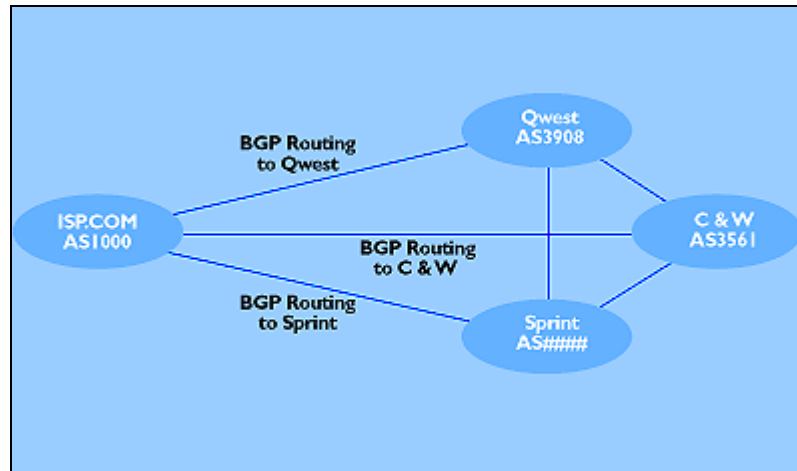 Qwest
AS3908
BGP Routing
to Qwest
ISP.COM
AS1000
C & W
AS3561
BGP Routing
to C & W
BGP Routing
to Sprint
Sprint
AS####